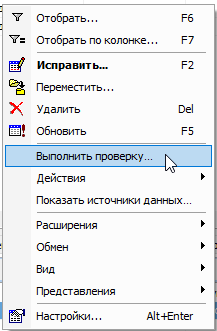 Отобрать... F6
Отобрать по колонке... F7
Исправить... F2
Переместить...
Удалить Del
Обновить F5
Выполнить проверку...
Действия
Показать источники данных...
Расширения
Обмен
Вид
Представления
Настройки... Alt+Enter